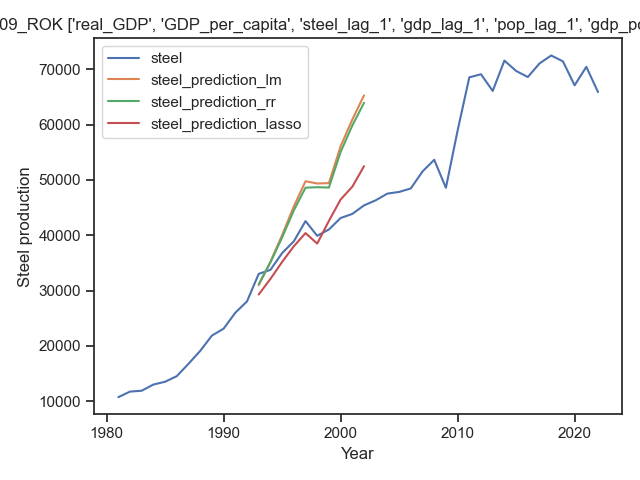 09_ROK ['real_GDP', 'GDP_per_capita', 'steel_lag_1', 'gdp_lag_1', 'pop_lag_1',
steel
steel_prediction_lm
steel_prediction_rr
steel_prediction_lasso
Steel production
70000
60000
50000
40000
30000
20000
10000
1980 1990 2000 2010 2020
Year